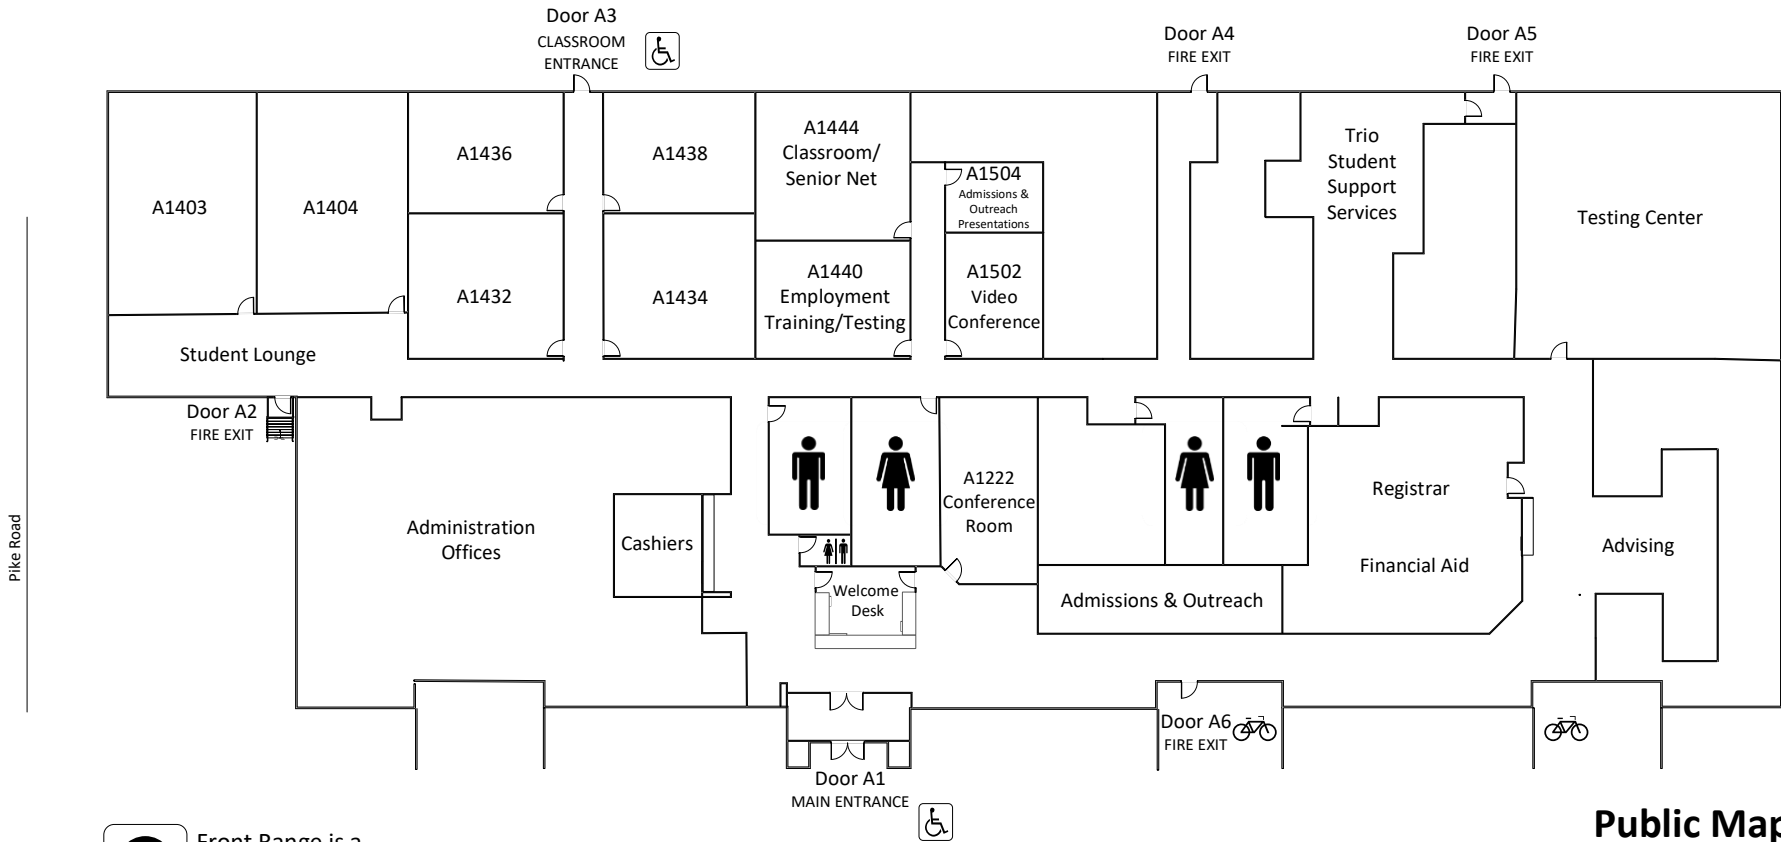 Door A3
CLASSROOM
ENTRANCE
Door A4
FIRE EXIT
Door A5
FIRE EXIT
A1403
A1404
A1436
A1438
A1444
Classroom/
Senior Net
A1504
Admissions &
Outreach
Presentations
Trio
Student
Support
Services
Testing Center
A1432
A1434
A1440
Employment
Training/Testing
A1502
Video
Conference
Student Lounge
Door A2
FIRE EXIT
Pike Road
Administration
Offices
Cashiers
Welcome
Desk
A1222
Conference
Room
Admissions & Outreach
Registrar
Financial Aid
Advising
Door A6
FIRE EXIT
Door A1
MAIN ENTRANCE
Front Range is a
Public Map